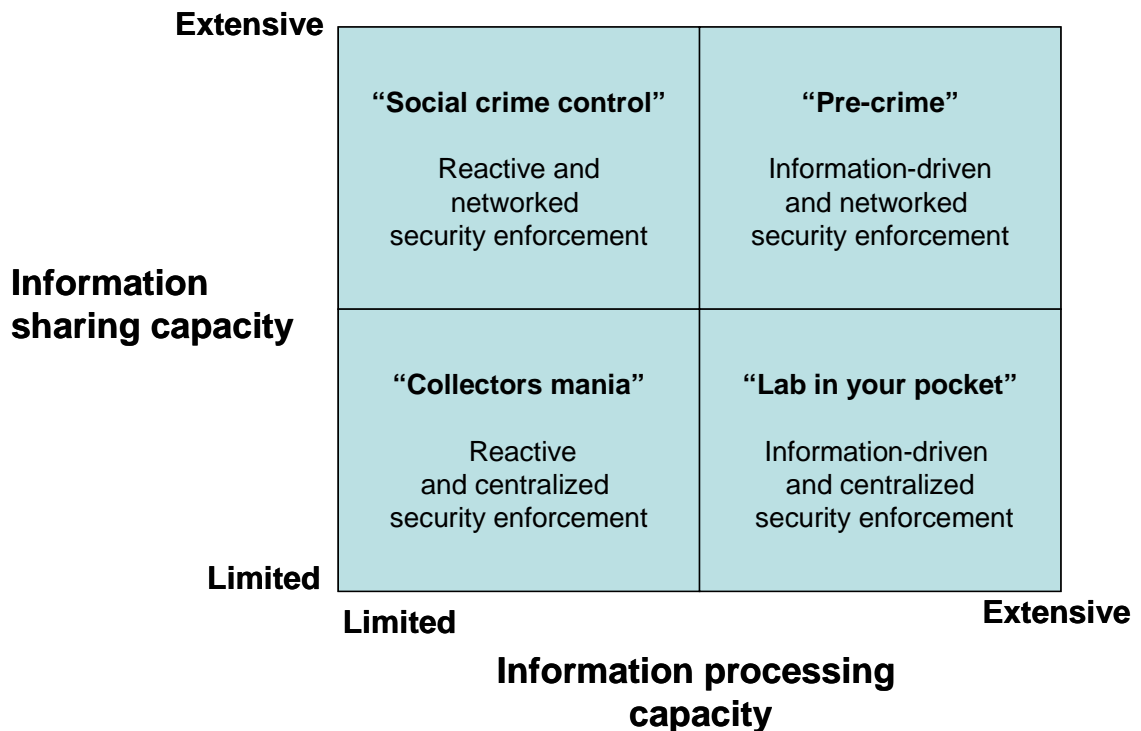 Extensive
“Social crime control”
Reactive and
networked
security enforcement
“Pre-crime”
Information-driven
and networked
security enforcement
Information
sharing capacity
“Collectors mania”
Reactive
and centralized
security enforcement
“Lab in your pocket”
Information-driven
and centralized
security enforcement
Limited
Limited
Extensive
Information processing
capacity